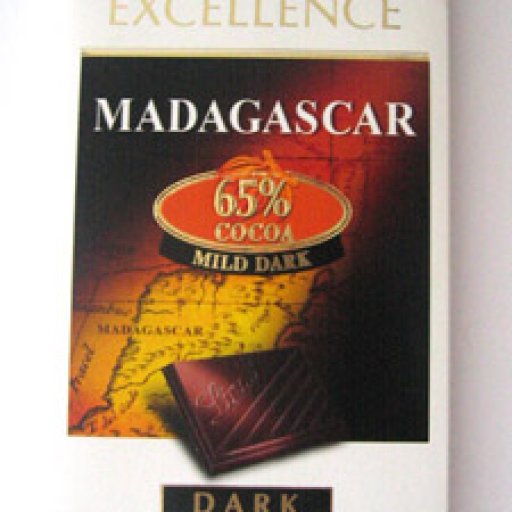 EXCELLENCE
MADAGASCAR
65%
COCOA
MILD DARK
MADAGASCAR
DARK